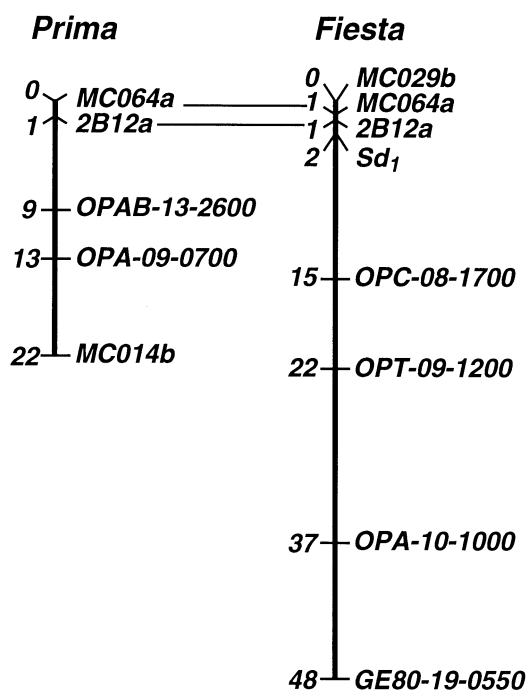 Prima
0 MC064a
1 2B12a
9 OPAB-13-2600
13 OPA-09-0700
22 MC014b
Fiesta
0 MC029b
1 MC064a
1 2B12a
2 Sd1
15 OPC-08-1700
22 OPT-09-1200
37 OPA-10-1000
48 GE80-19-0550